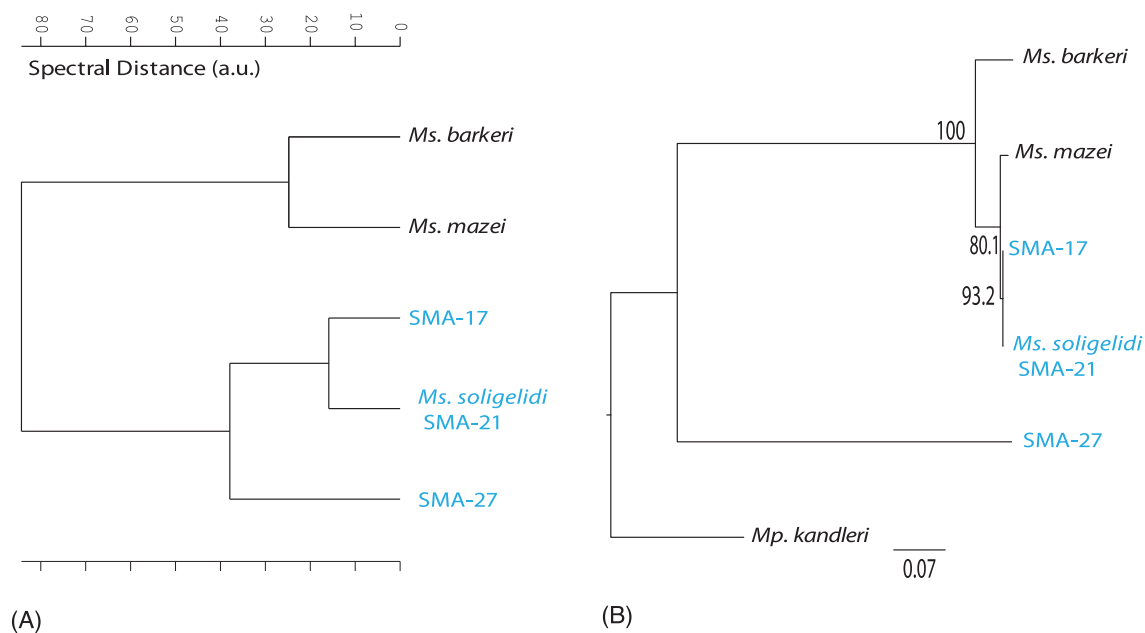 80 70 60 50 40 30 20 10 0
Spectral Distance (a.u.)
Ms. barkeri
Ms. mazei
SMA-17
Ms. soligelidi
SMA-21
SMA-27
(A)
Ms. barkeri
100
Ms. mazei
80.1
SMA-17
93.2
Ms. soligelidi
SMA-21
SMA-27
Mp. kandleri
0.07
(B)